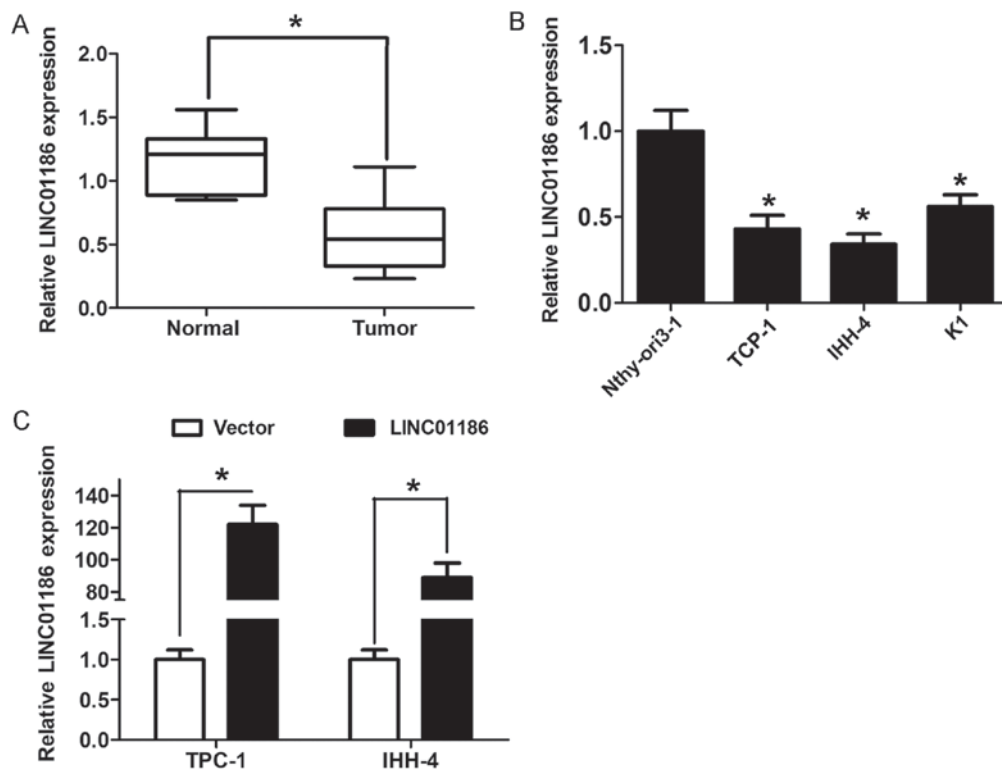 A
Relative LINC01186 expression
2.0
1.5
1.0
0.5
0.0
*
Normal
Tumor
B
Relative LINC01186 expression
1.5
1.0
0.5
0.0
*
*
*
Nthy-ori3-1
TCP-1
IHH-4
K1
C
Vector
LINC01186
Relative LINC01186 expression
140
120
100
80
1.5
1.0
0.5
0.0
*
*
TPC-1
IHH-4